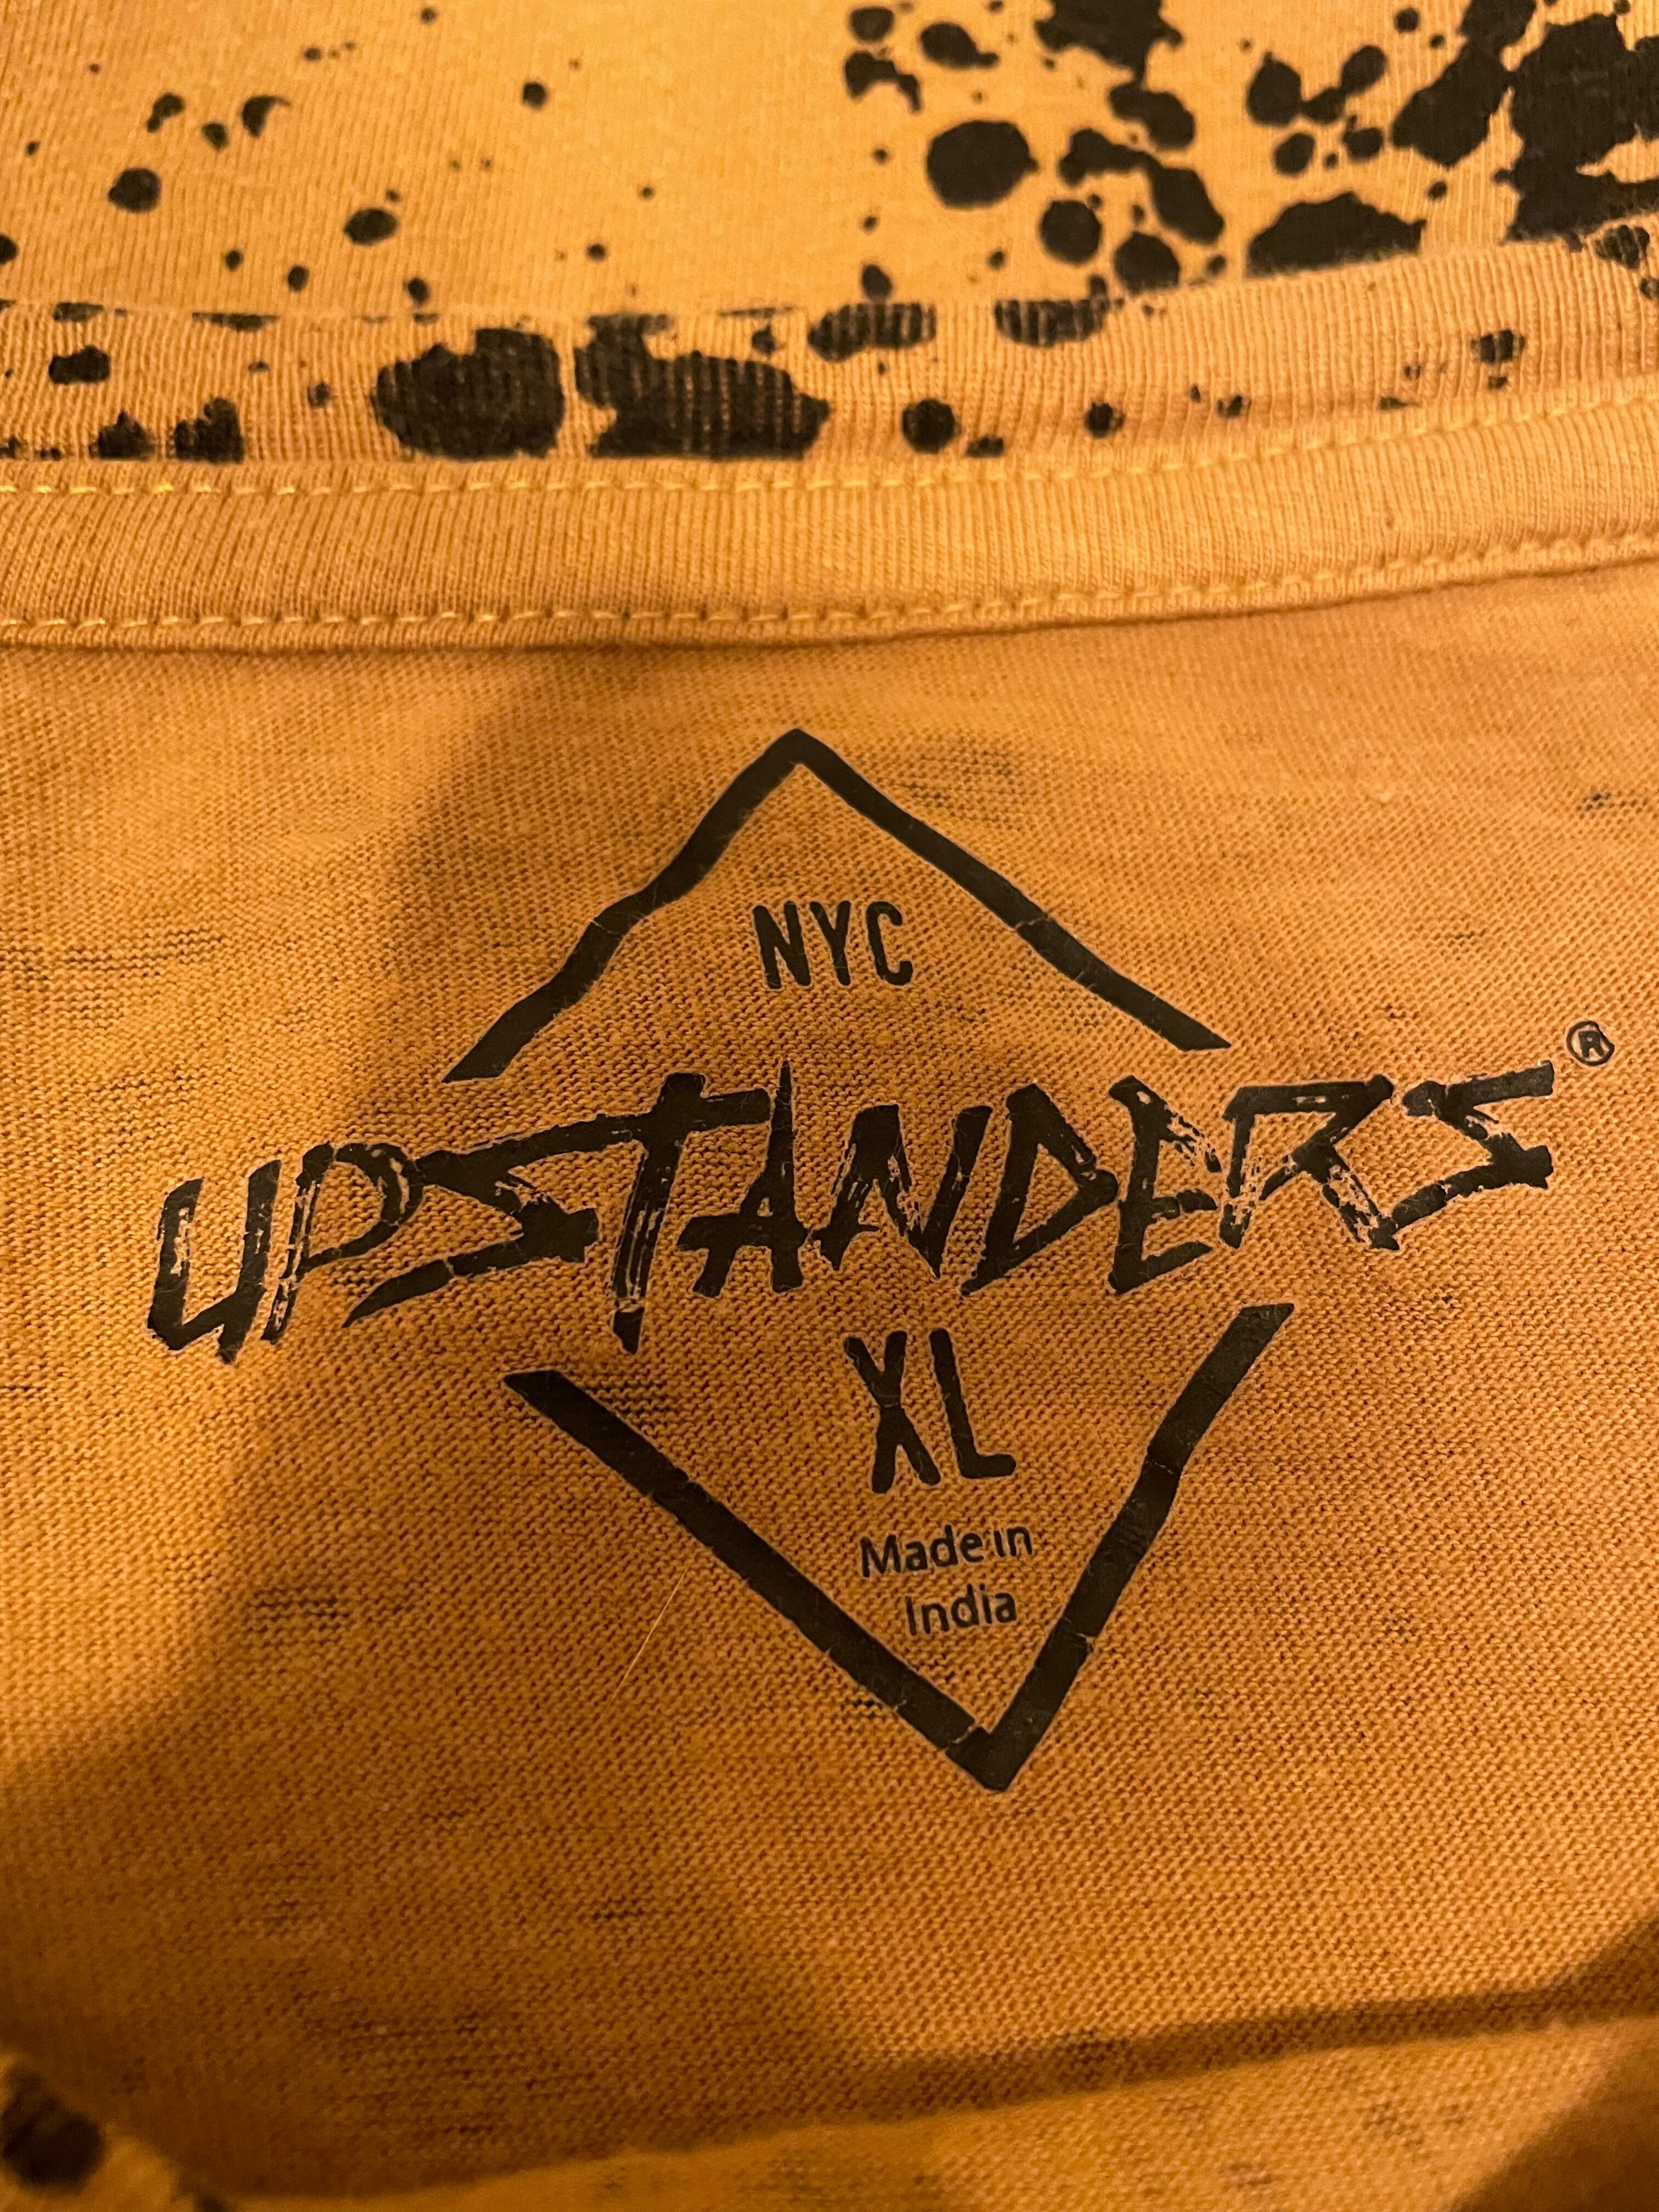 NYC
UPSTANDERS®
XL
Made in
India